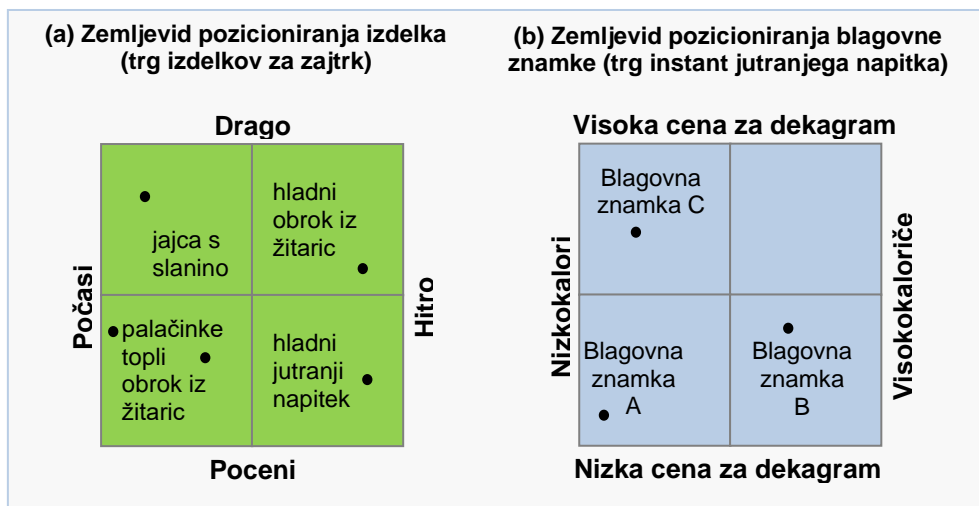 (a) Zemljevid pozicioniranja izdelka
(trg izdelkov za zajtrk)
Drago
Počasi
jajca s
slanino
hladni
obrok iz
žitaric
palačinke
topli
obrok iz
žitaric
hladni
jutranji
napitek
Hitro
Poceni
(b) Zemljevid pozicioniranja blagovne
znamke (trg instant jutranjega napitka)
Visoka cena za dekagram
Nizkokalori
Blagovna
znamka C
Blagovna
znamka
A
Blagovna
znamka
B
Visokokaloriče
Nizka cena za dekagram